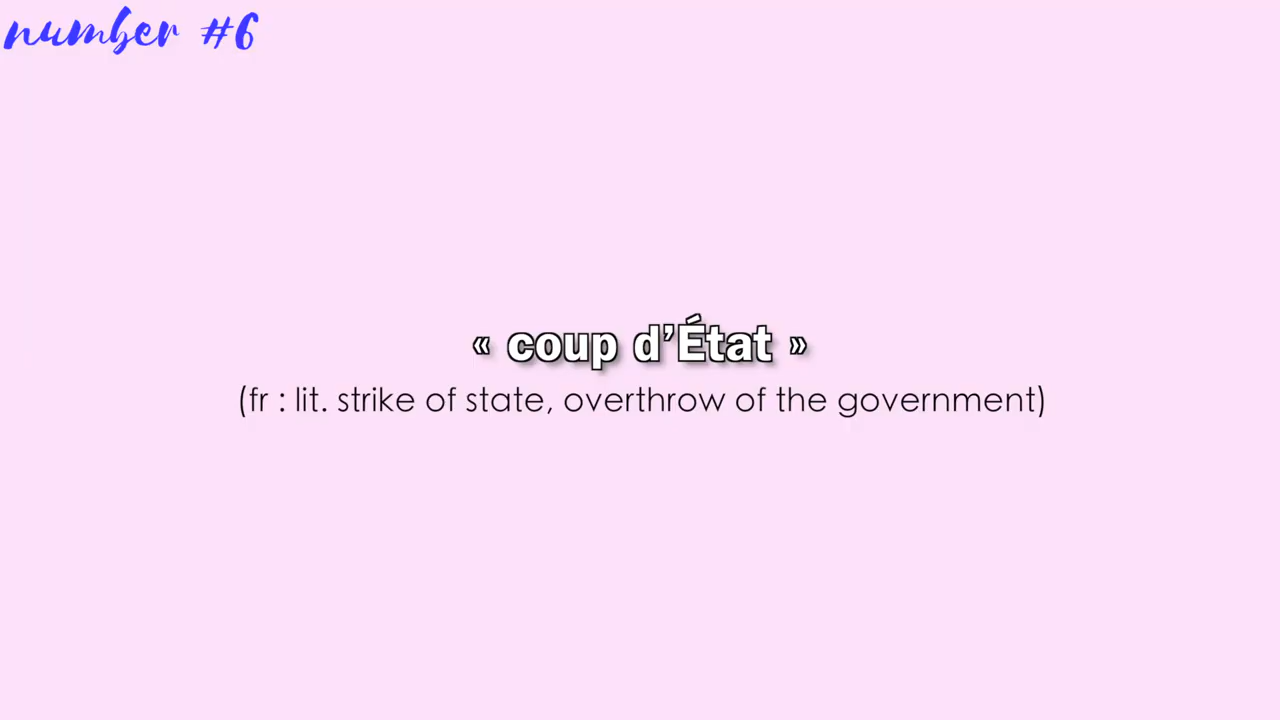 number #6
« coup d’État »
(fr : lit. strike of state, overthrow of the government)